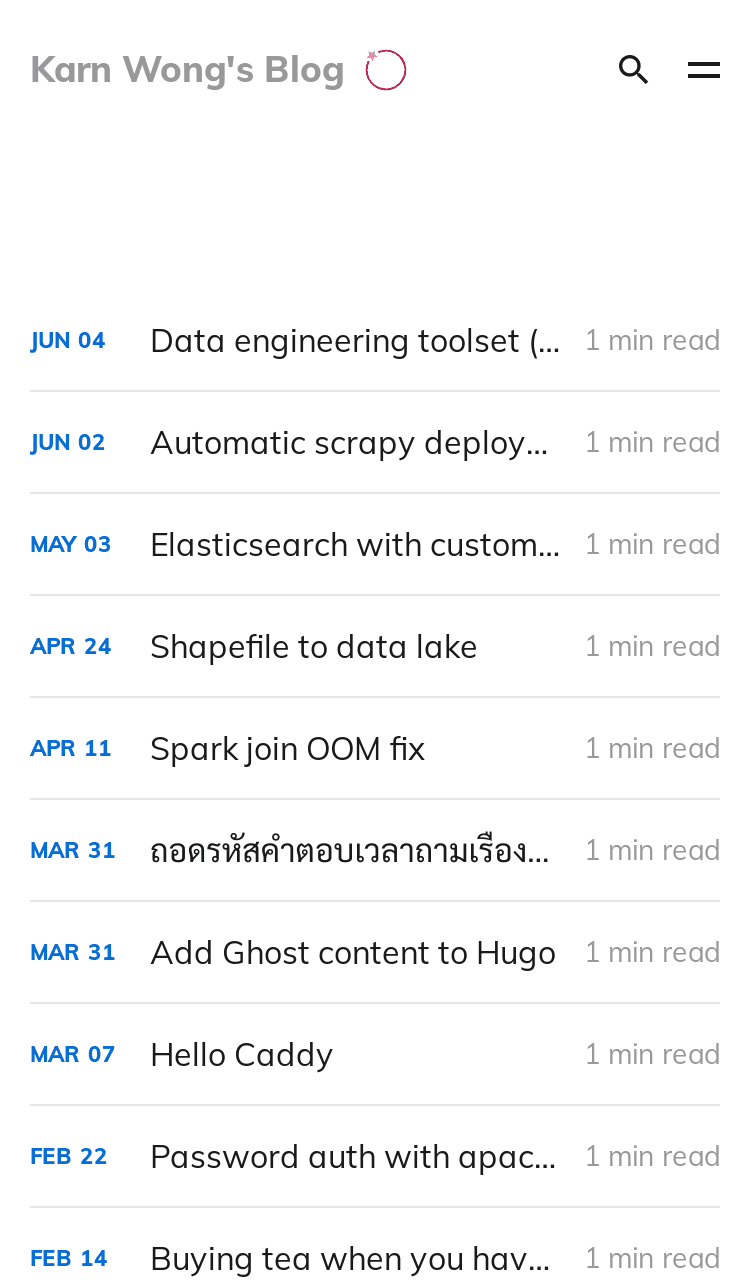 Karn Wong's Blog
JUN 04 Data engineering toolset (... 1 min read
JUN 02 Automatic scrapy deploy... 1 min read
MAY 03 Elasticsearch with custom... 1 min read
APR 24 Shapefile to data lake 1 min read
APR 11 Spark join OOM fix 1 min read
MAR 31 ถอดรหัสคำตอบเวลาถามเรื่อง... 1 min read
MAR 31 Add Ghost content to Hugo 1 min read
MAR 07 Hello Caddy 1 min read
FEB 22 Password auth with apac... 1 min read
FEB 14 Buying tea when you hav... 1 min read